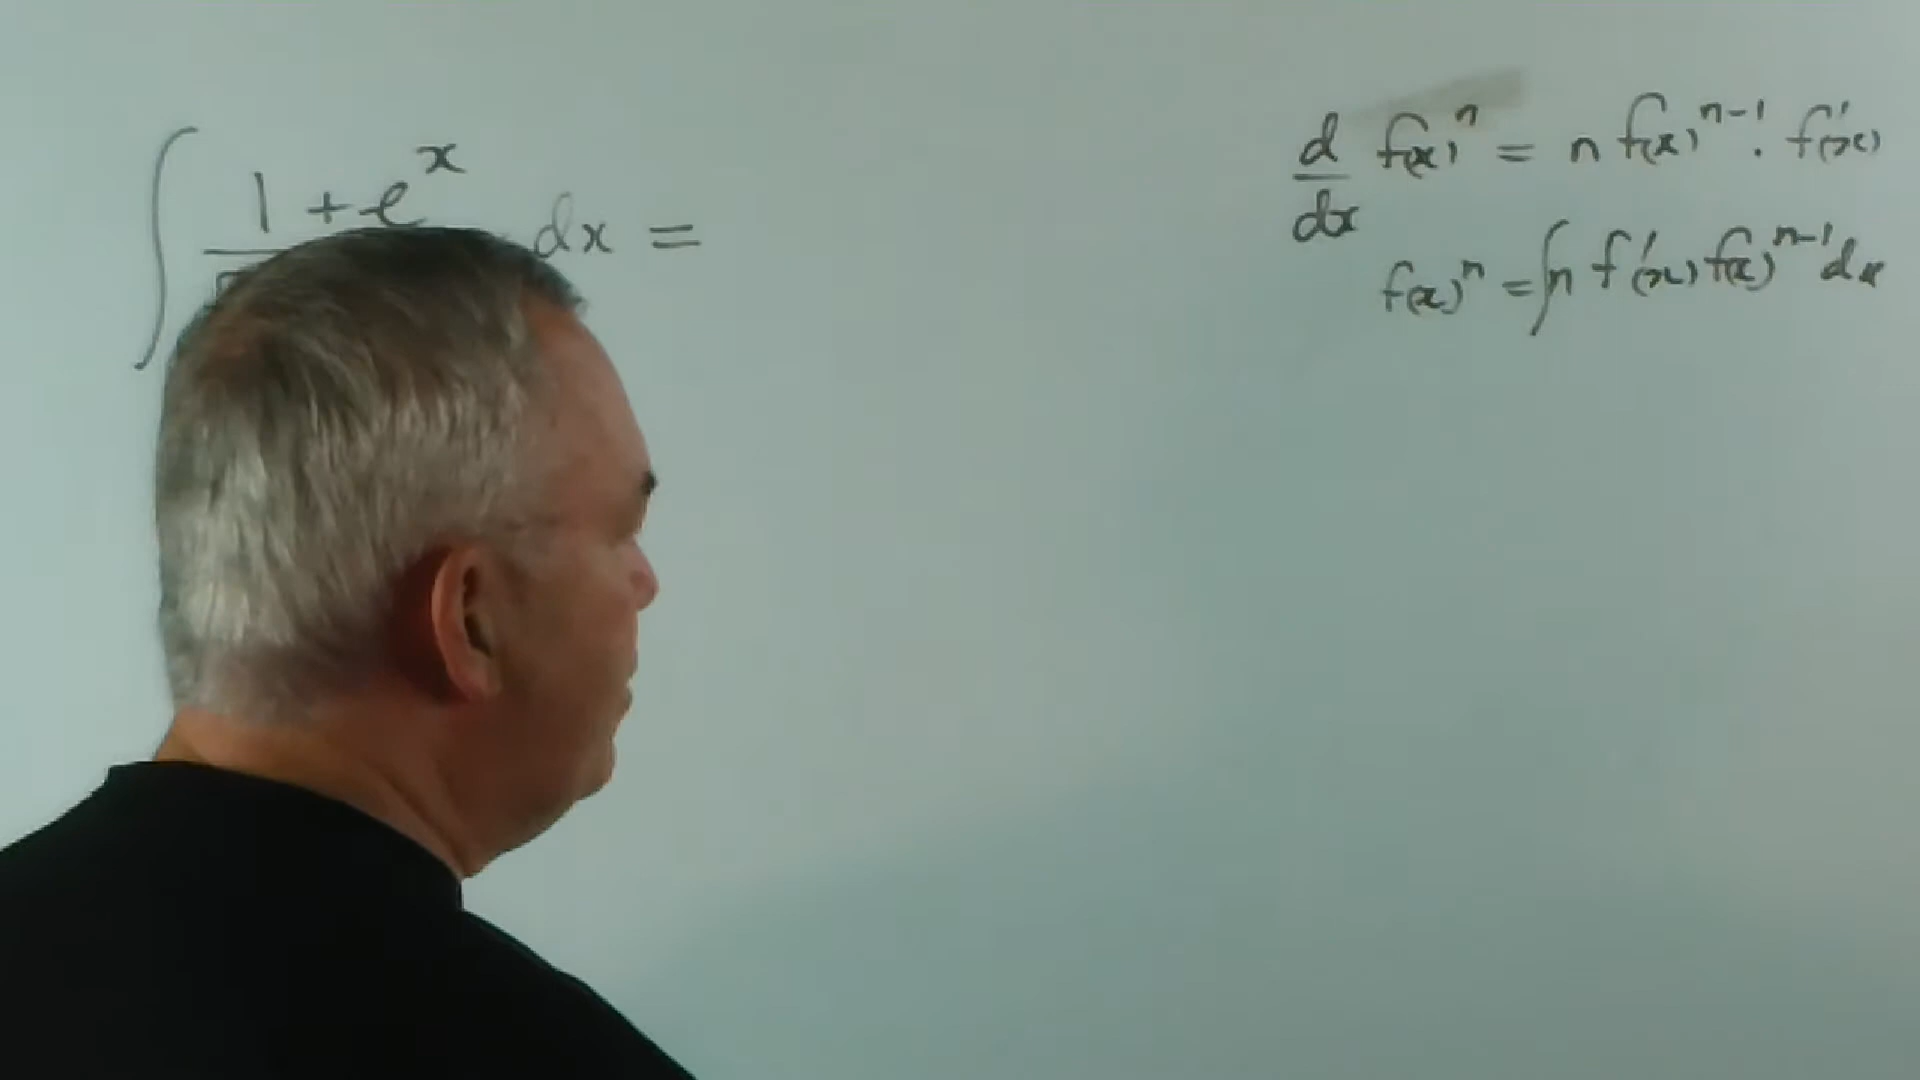 ∫ 1 + e^x dx =
d/dx f(x)^n = n f(x)^{n-1} . f'(x)
f(x)^n = ∫ n f'(x) f(x)^{n-1} dx